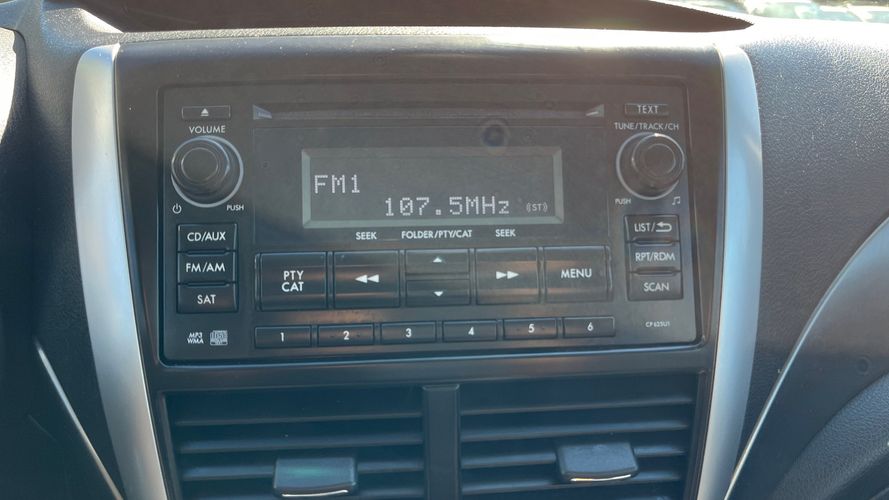 TEXT
VOLUME
TUNE/TRACK/CH
FM1
107.5MHz ((ST))
PUSH
PUSH
SEEK FOLDER/PTY/CAT SEEK
CD/AUX
LIST/
FM/AM
PTY
CAT
MENU
RPT/RDM
SAT
SCAN
MP3
WMA
1 2 3 4 5 6
CF625U1